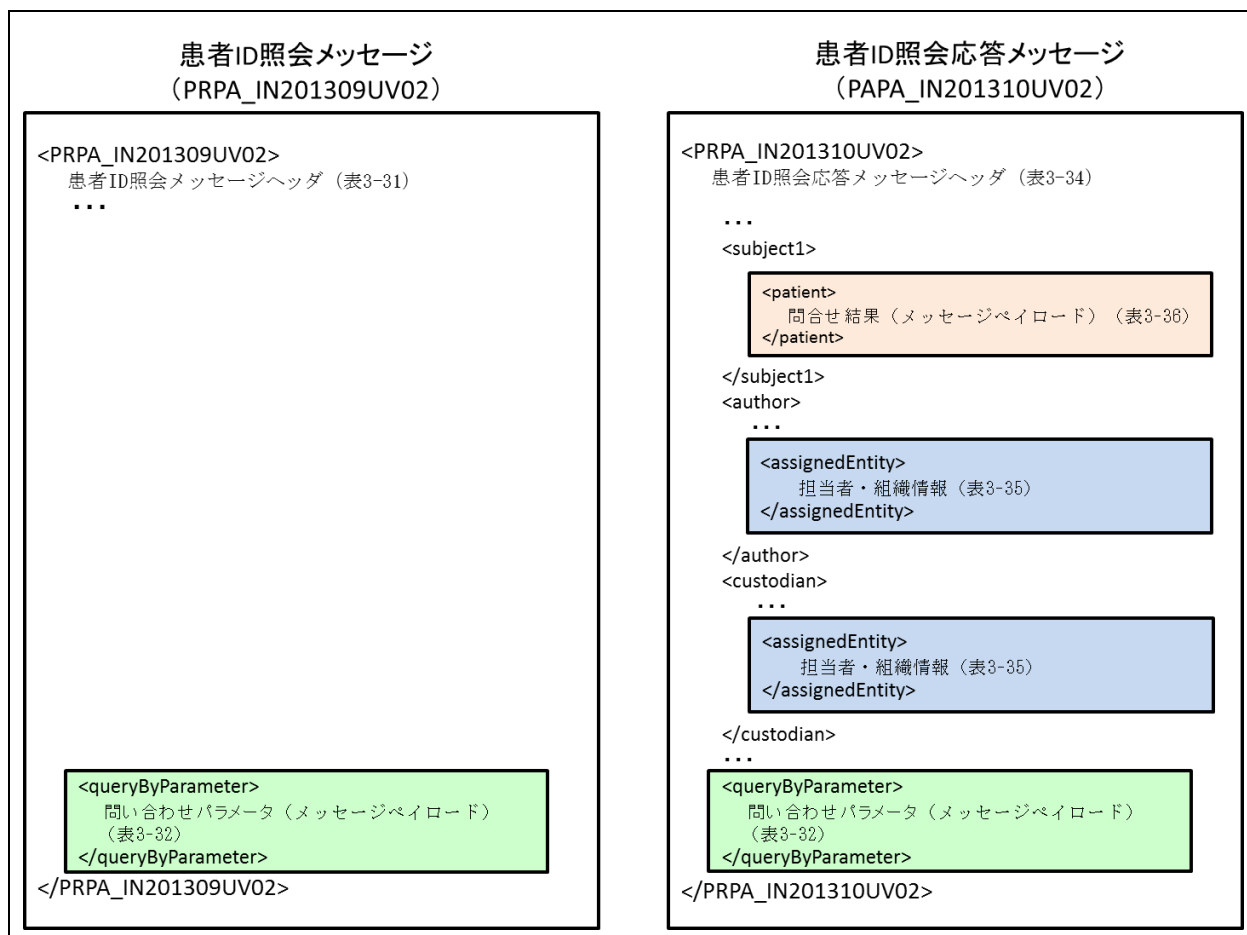 患者ID照会メッセージ
（PRPA_IN201309UV02）
<PRPA_IN201309UV02>
患者ID照会メッセージヘッダ（表3-31）
・・・
<queryByParameter>
問い合わせパラメータ（メッセージペイロード）
（表3-32）
</queryByParameter>
</PRPA_IN201309UV02>
患者ID照会応答メッセージ
（PAPA_IN201310UV02）
<PRPA_IN201310UV02>
患者ID照会応答メッセージヘッダ（表3-34）
・・・
<subject1>
<patient>
問合せ結果（メッセージペイロード）（表3-36）
</patient>
</subject1>
<author>
・・・
<assignedEntity>
担当者・組織情報（表3-35）
</assignedEntity>
</author>
<custodian>
・・・
<assignedEntity>
担当者・組織情報（表3-35）
</assignedEntity>
</custodian>
・・・
<queryByParameter>
問い合わせパラメータ（メッセージペイロード）
（表3-32）
</queryByParameter>
</PRPA_IN201310UV02>